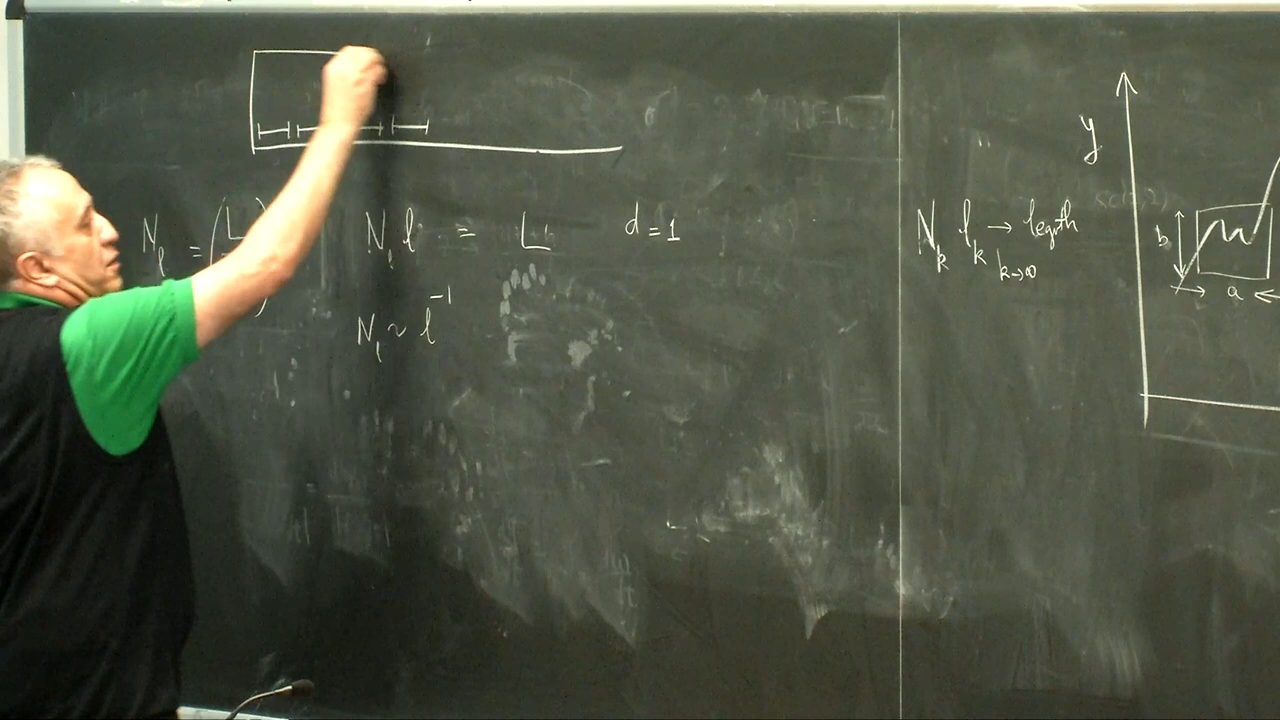 N_l = (L
N_l l = L d=1
N_l ~ l^{-1}
N_k l_k → length
k→∞
y
b
a